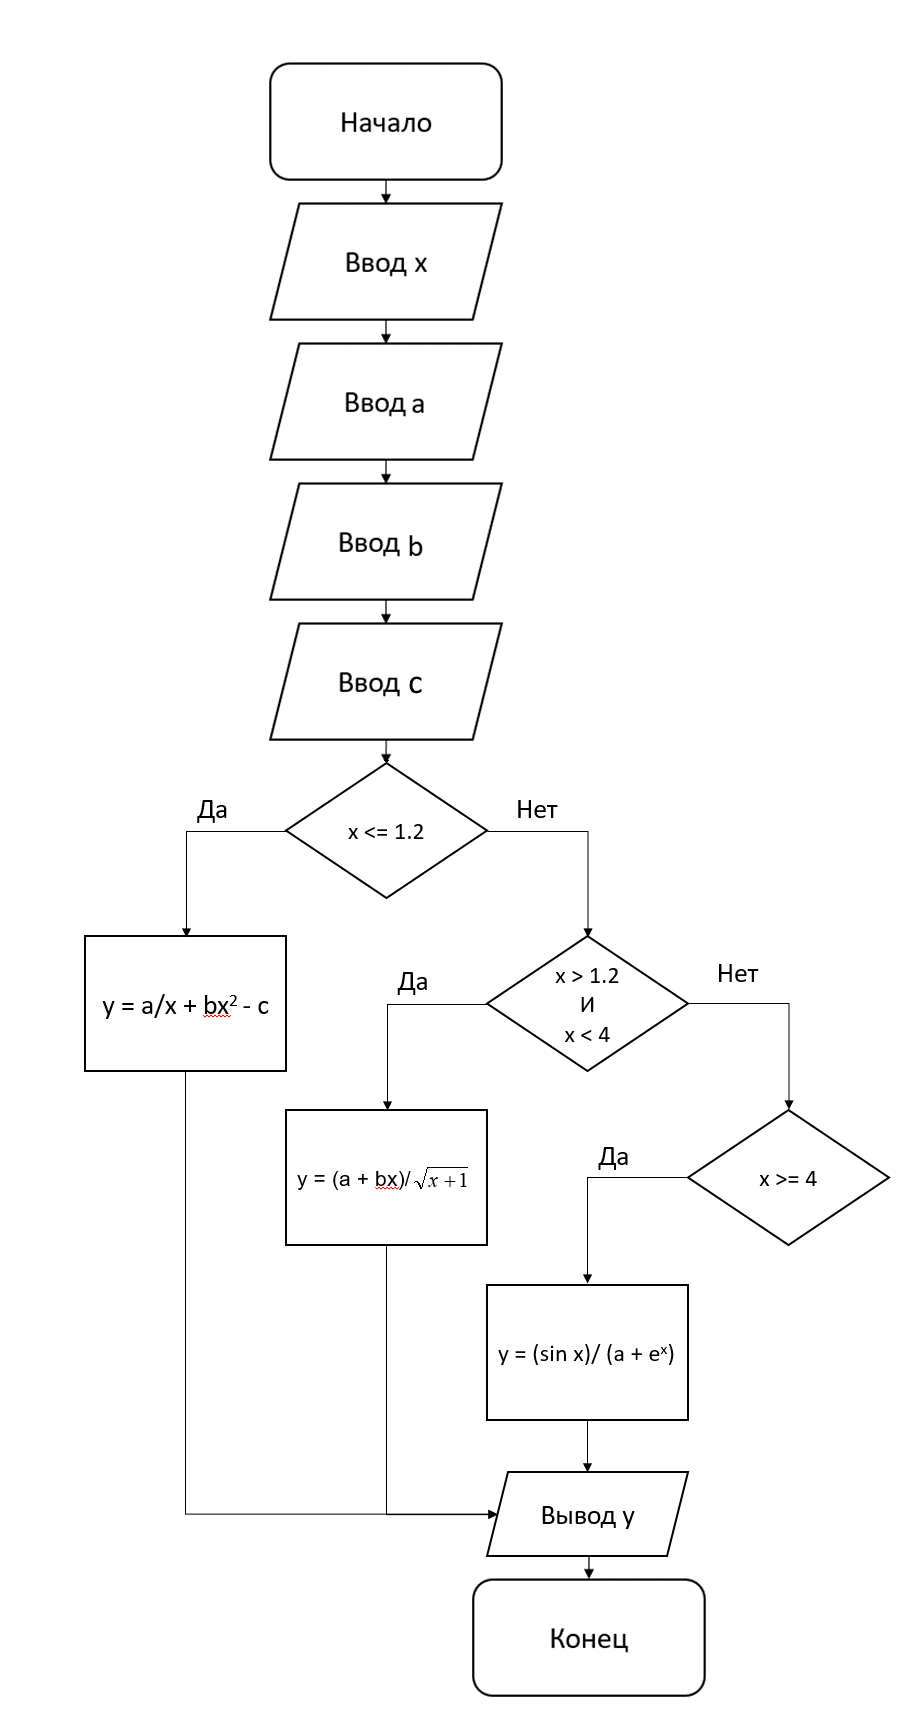 Начало
Ввод x
Ввод a
Ввод b
Ввод c
x <= 1.2
Да
Нет
y = a/x + bx² - c
x > 1.2
И
x < 4
Да
Нет
y = (a + bx)/√x + 1
x >= 4
Да
y = (sin x)/ (a + eˣ)
Вывод y
Конец